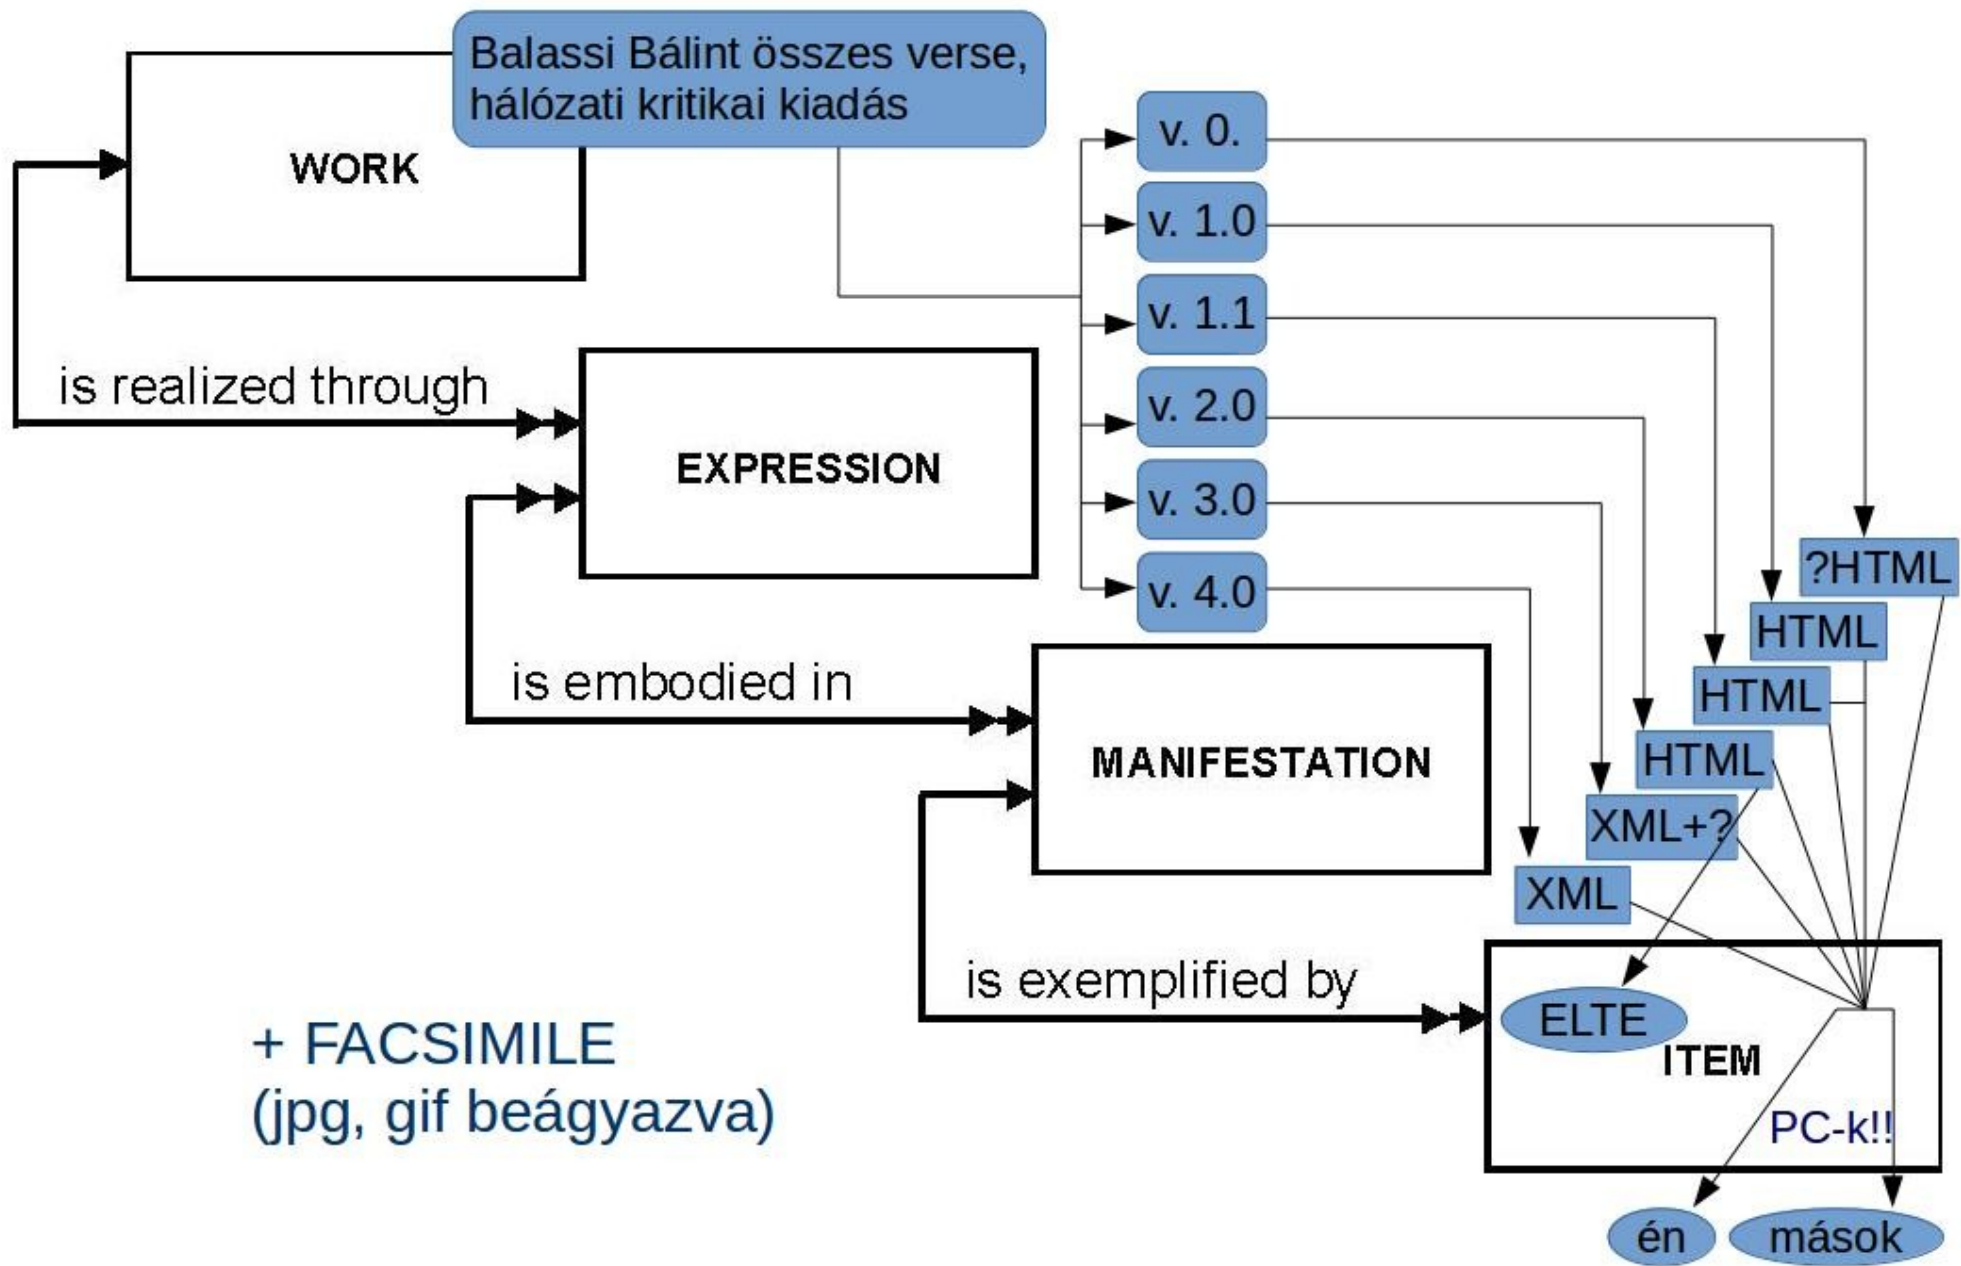 Balassi Bálint összes verse,
hálózati kritikai kiadás
WORK
v. 0.
v. 1.0
v. 1.1
v. 2.0
v. 3.0
v. 4.0
is realized through
EXPRESSION
?HTML
HTML
HTML
HTML
XML+?
XML
is embodied in
MANIFESTATION
is exemplified by
ELTE
ITEM
PC-k!!
én
mások
+ FACSIMILE
(jpg, gif beágyazva)